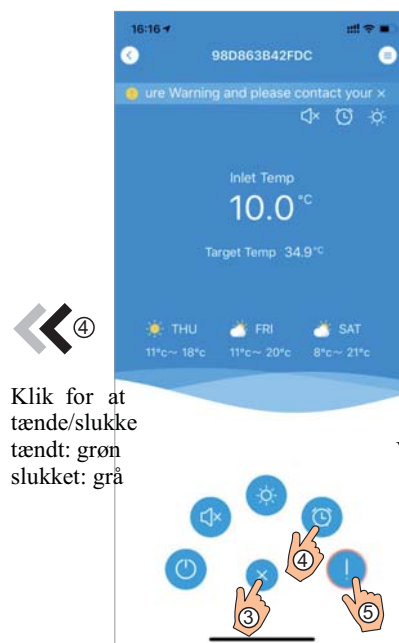 16:16
98D863B42FDC
ure Warning and please contact your ×
Inlet Temp
10.0°C
Target Temp 34.9°C
THU FRI SAT
11°c~ 18°c 11°c~ 20°c 8°c~ 21°c
④
Klik for at
tænde/slukke
tændt: grøn
slukket: grå
④
③
⑤